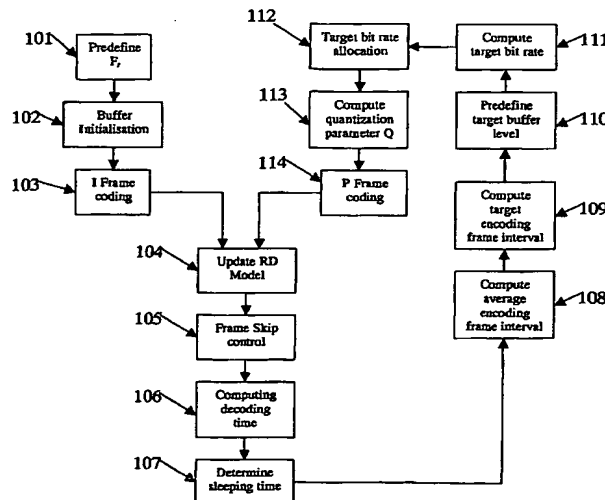 101
Predefine
Fr
102
Buffer
Initialisation
103
I Frame coding
104
Update RD
Model
105
Frame Skip
control
106
Computing
decoding
time
107
Determine
sleeping time
108
Compute
average
encoding
frame interval
109
Compute
target
encoding
frame interval
110
Predefine
target buffer
level
111
Compute
target bit rate
112
Target bit rate
allocation
113
Compute
quantization
parameter Q
114
P Frame
coding